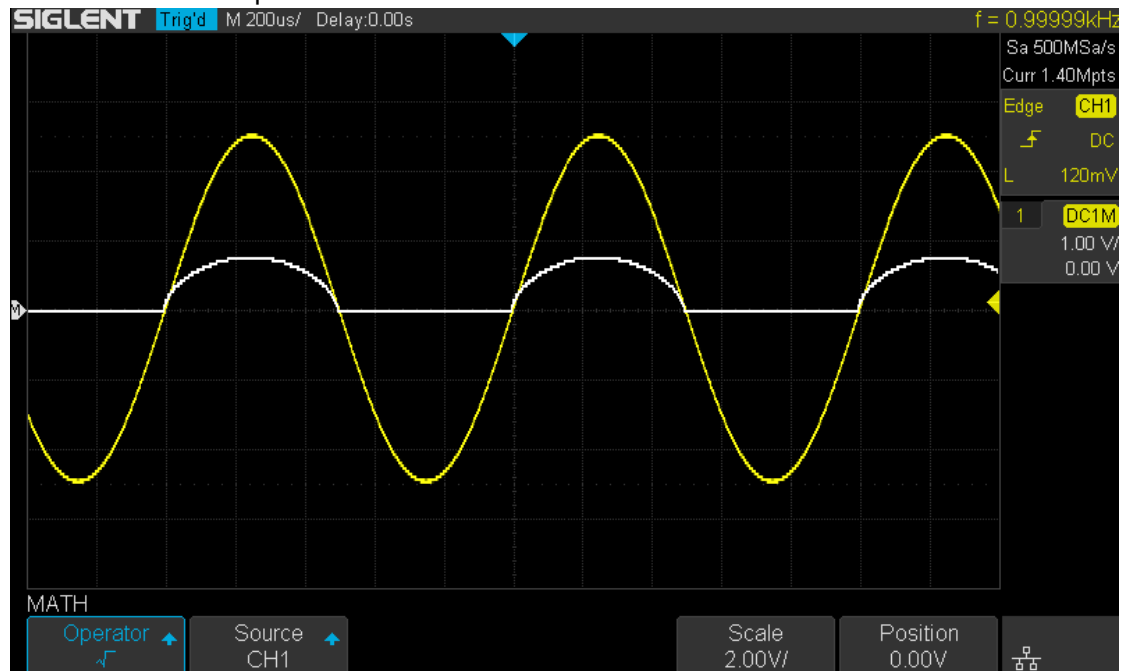 SIGLENT Trig'd M 200us/ Delay:0.00s f = 0.99999kHz
Sa 500MSa/s
Curr 1.40Mpts
Edge CH1
DC
L 120mV
1 DC1M
1.00 V/
0.00 V
M
MATH
Operator Source Scale Position
√ CH1 2.00V/ 0.00V